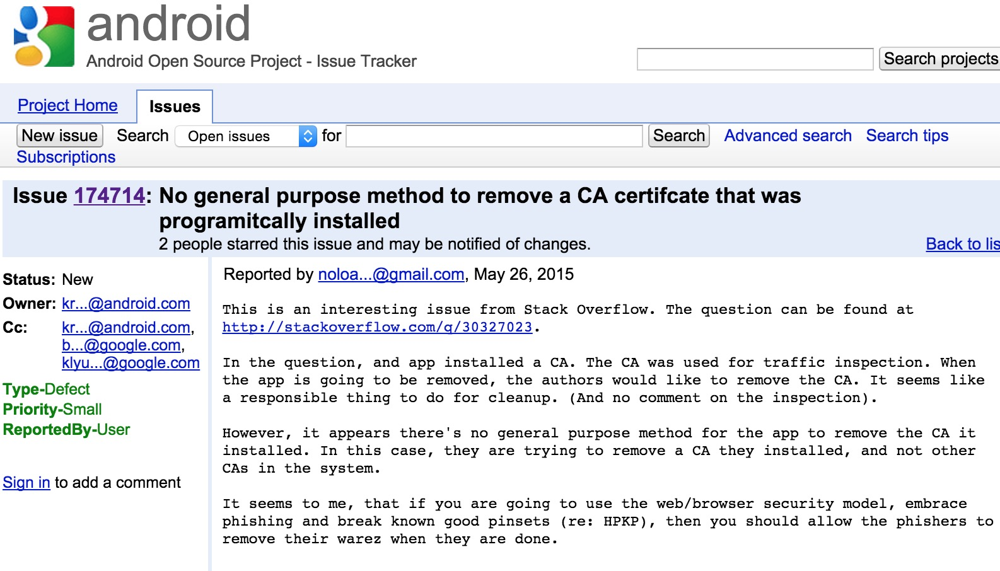 android
Android Open Source Project - Issue Tracker
Search projects
Project Home
Issues
New issue Search Open issues for Search Advanced search Search tips
Subscriptions
Issue 174714: No general purpose method to remove a CA certifcate that was
programitcally installed
2 people starred this issue and may be notified of changes.
Back to lis
Status: New
Owner: kr...@android.com
Cc: kr...@android.com,
b...@google.com,
klyu...@google.com
Type-Defect
Priority-Small
ReportedBy-User
Sign in to add a comment
Reported by noloa...@gmail.com, May 26, 2015
This is an interesting issue from Stack Overflow. The question can be found at
http://stackoverflow.com/q/30327023.
In the question, and app installed a CA. The CA was used for traffic inspection. When
the app is going to be removed, the authors would like to remove the CA. It seems like
a responsible thing to do for cleanup. (And no comment on the inspection).
However, it appears there's no general purpose method for the app to remove the CA it
installed. In this case, they are trying to remove a CA they installed, and not other
CAs in the system.
It seems to me, that if you are going to use the web/browser security model, embrace
phishing and break known good pinsets (re: HPKP), then you should allow the phishers to
remove their warez when they are done.